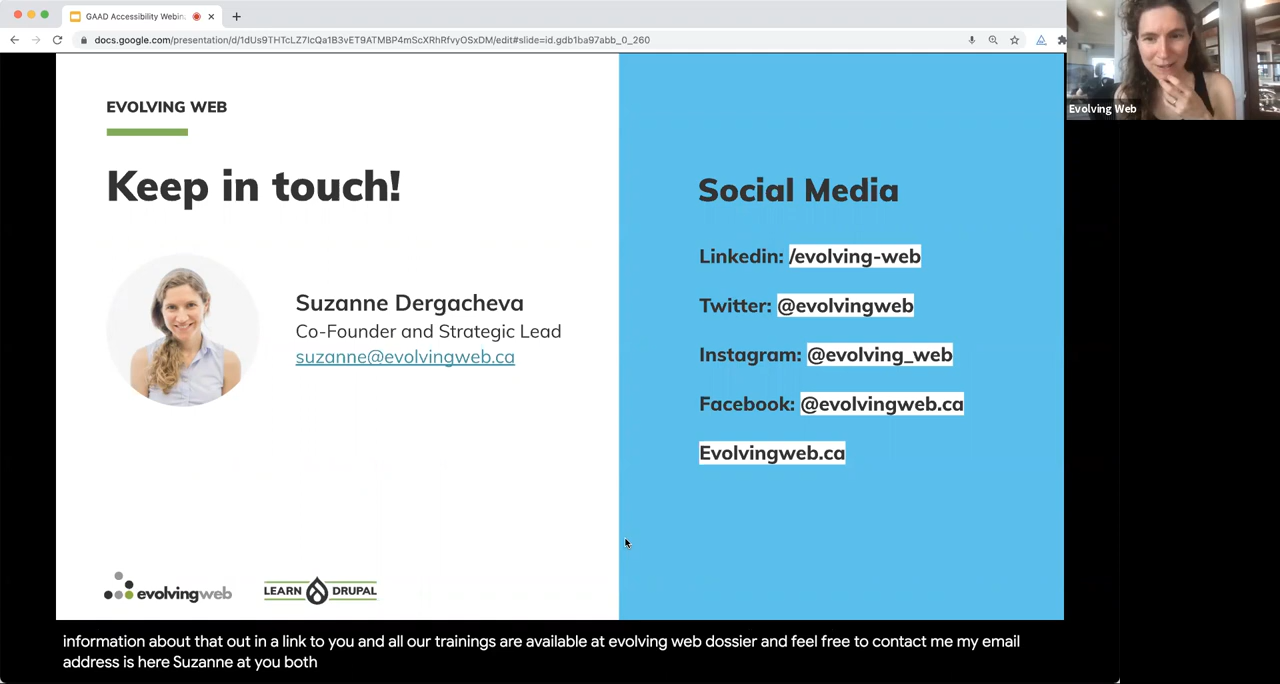 GAAD Accessibility Webin
docs.google.com/presentation/d/1dUs9THTcLZ7lcQa1B3vET9ATMBP4mScXRhRfvyOSxDM/edit#slide=id.gdb1ba97abb_0_260
Evolving Web
EVOLVING WEB
Keep in touch!
Suzanne Dergacheva
Co-Founder and Strategic Lead
suzanne@evolvingweb.ca
Social Media
Linkedin: /evolving-web
Twitter: @evolvingweb
Instagram: @evolving_web
Facebook: @evolvingweb.ca
Evolvingweb.ca
evolvingweb
LEARN DRUPAL
information about that out in a link to you and all our trainings are available at evolving web dossier and feel free to contact me my email
address is here Suzanne at you both